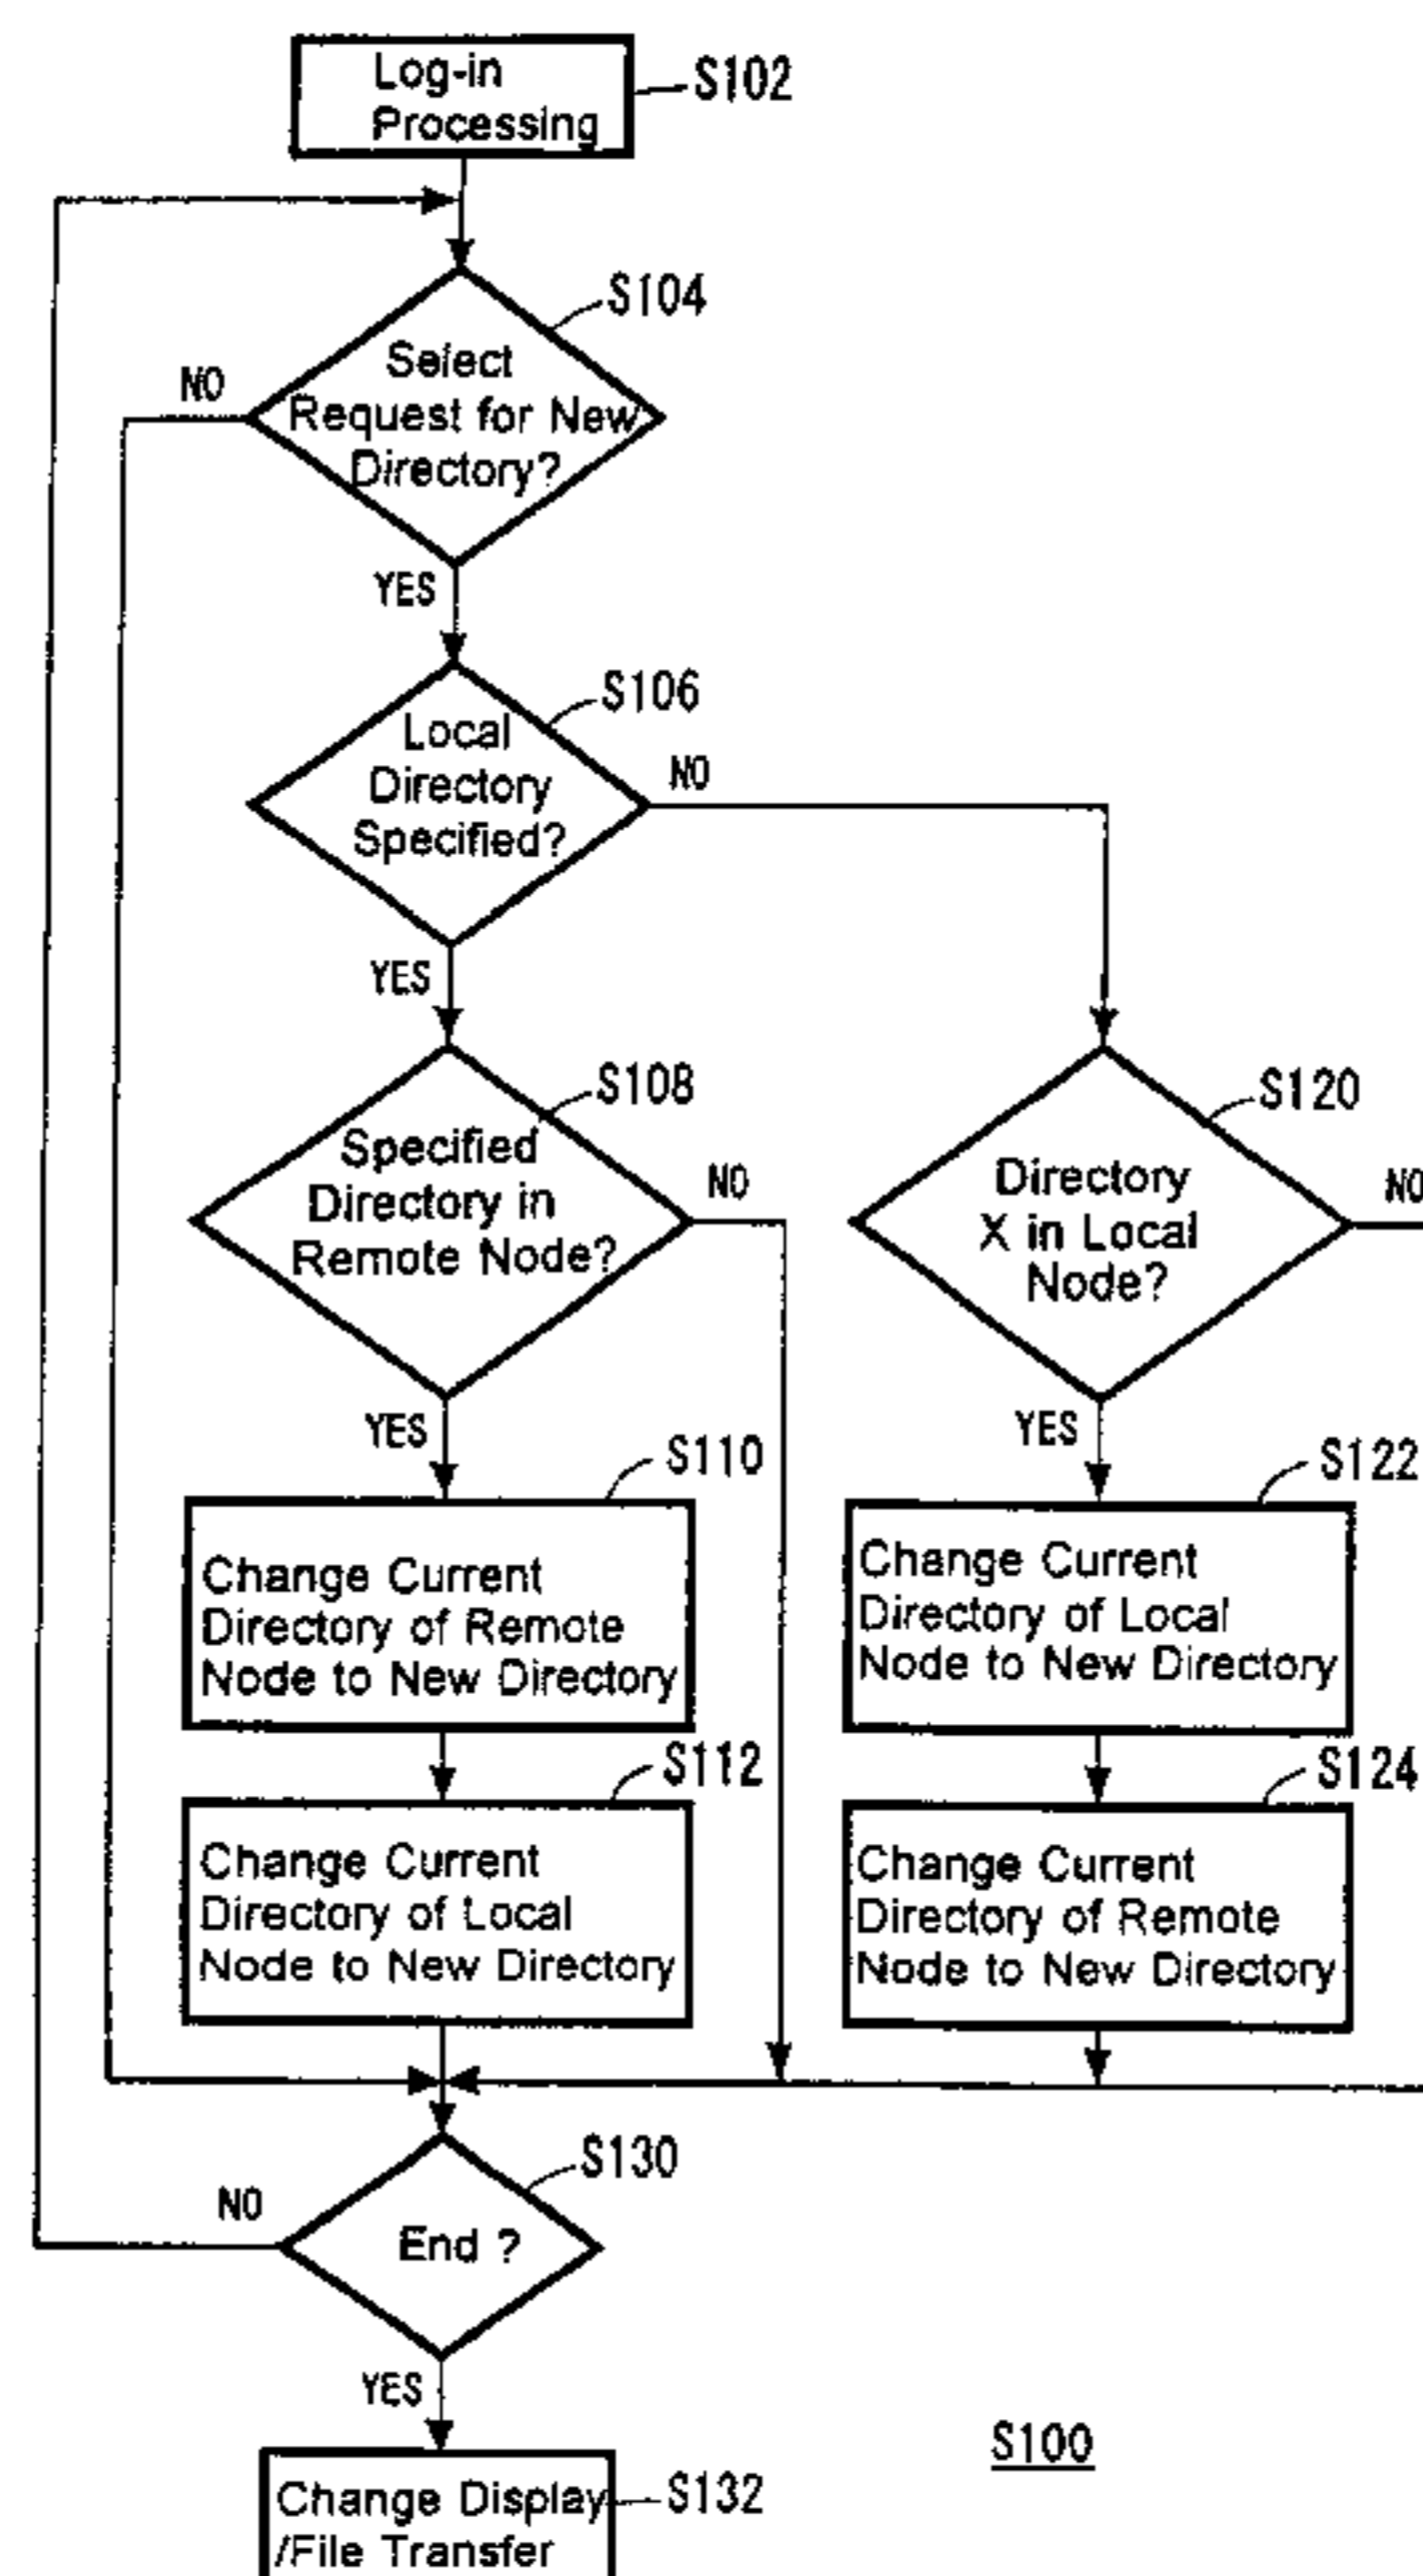 Log-in
Processing
S102
S104
Select
Request for New
Directory?
NO
YES
S106
Local
Directory
Specified?
NO
YES
S108
Specified
Directory in
Remote Node?
NO
YES
S120
Directory
X in Local
Node?
NO
YES
S110
Change Current
Directory of Remote
Node to New Directory
S122
Change Current
Directory of Local
Node to New Directory
S112
Change Current
Directory of Local
Node to New Directory
S124
Change Current
Directory of Remote
Node to New Directory
S130
End ?
NO
YES
S100
Change Display
/File Transfer
S132